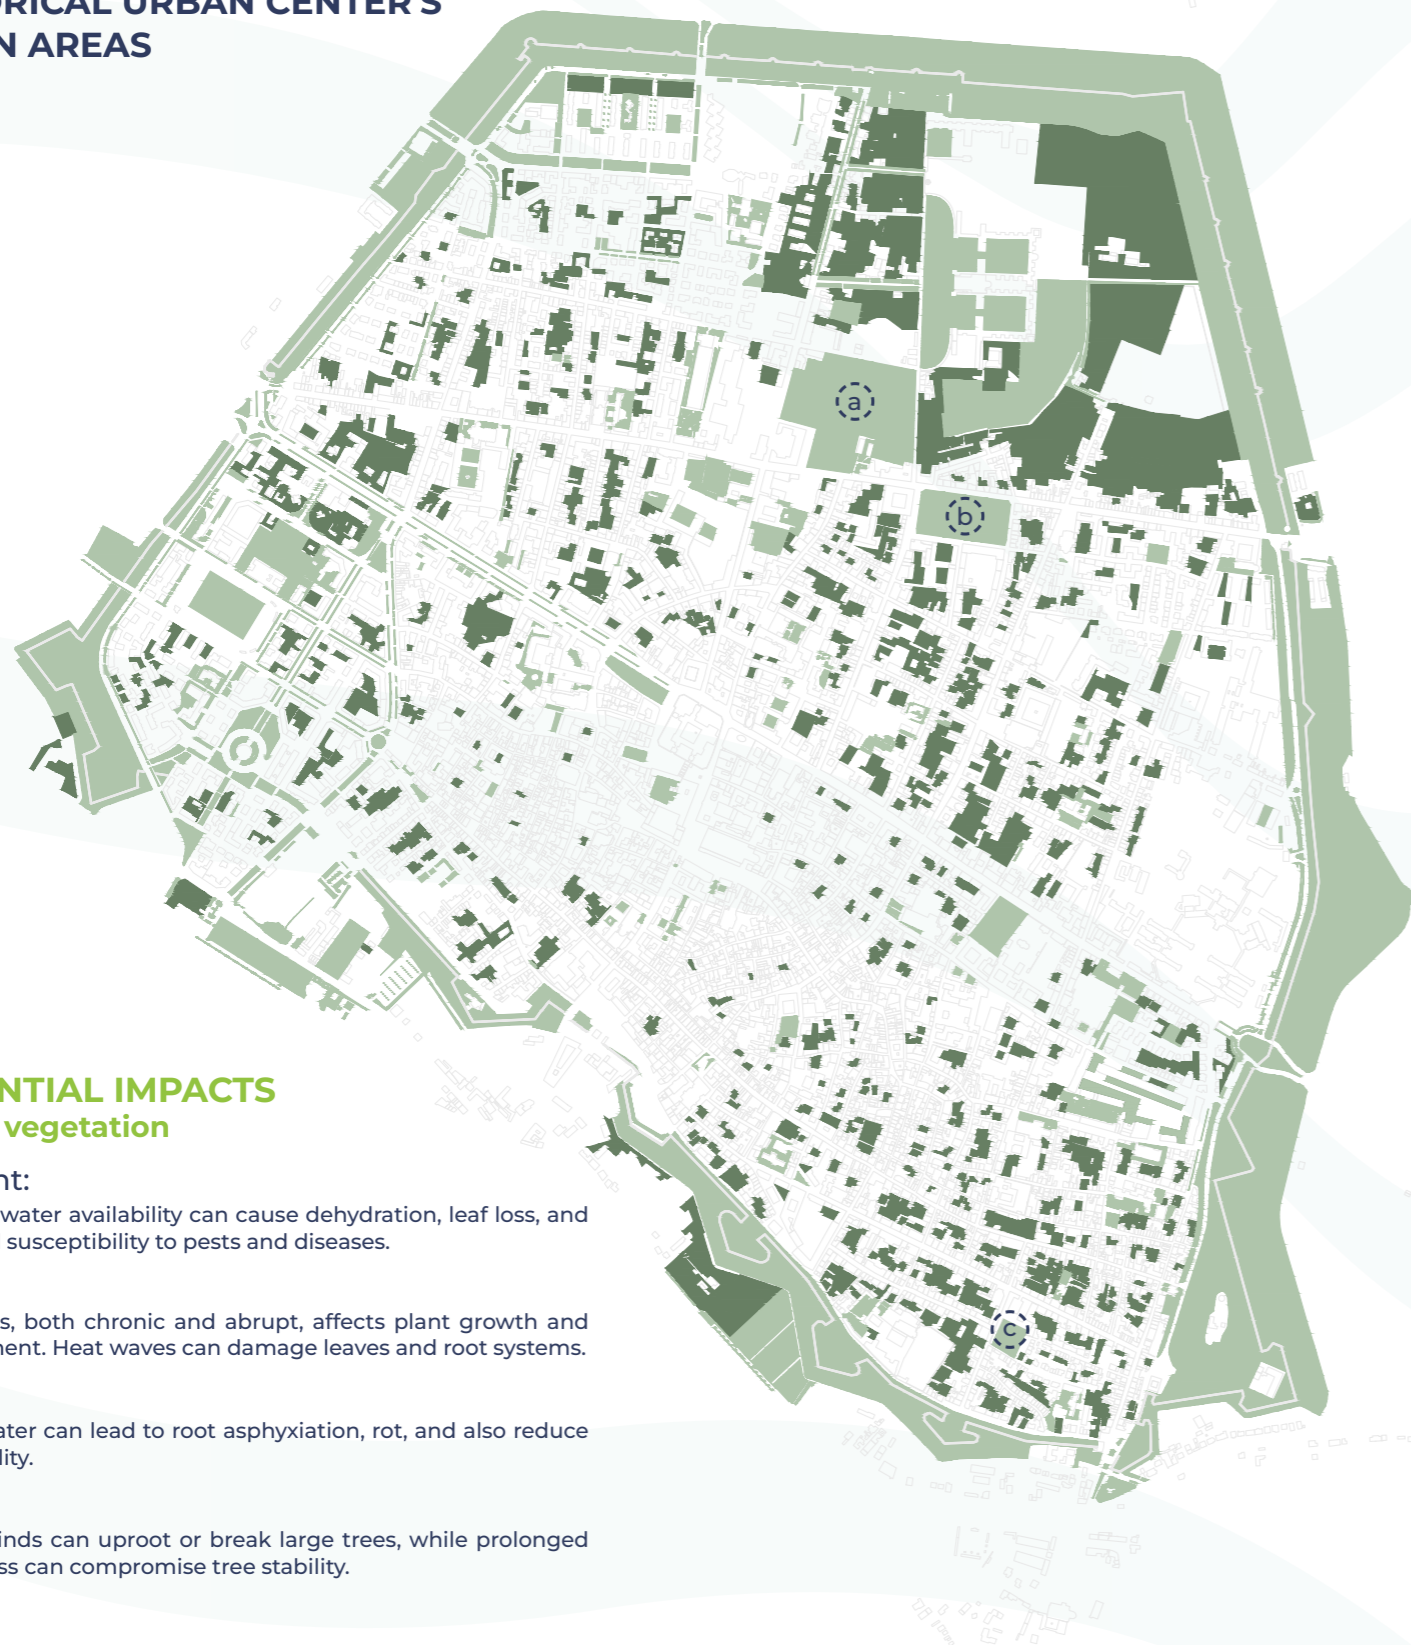 ORICAL URBAN CENTER'S
N AREAS
a
b
NTIAL IMPACTS
vegetation
nt:
water availability can cause dehydration, leaf loss, and
susceptibility to pests and diseases.
s, both chronic and abrupt, affects plant growth and
nent. Heat waves can damage leaves and root systems.
c
ater can lead to root asphyxiation, rot, and also reduce
lity.
inds can uproot or break large trees, while prolonged
ss can compromise tree stability.